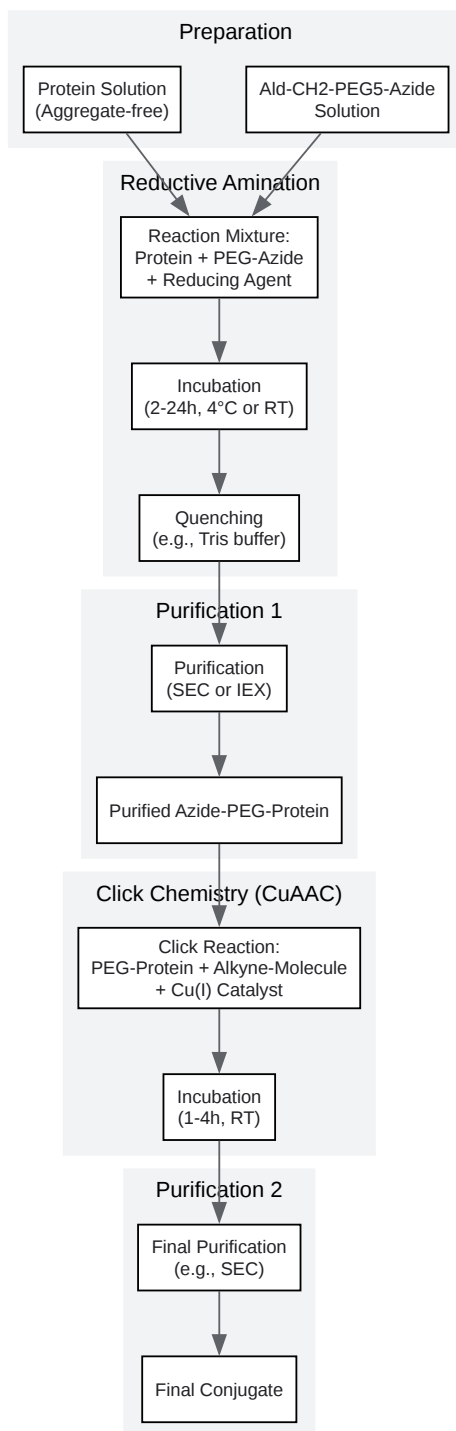 Preparation
Protein Solution
(Aggregate-free)
Ald-CH2-PEG5-Azide
Solution
Reductive Amination
Reaction Mixture:
Protein + PEG-Azide
+ Reducing Agent
Incubation
(2-24h, 4°C or RT)
Quenching
(e.g., Tris buffer)
Purification 1
Purification
(SEC or IEX)
Purified Azide-PEG-Protein
Click Chemistry (CuAAC)
Click Reaction:
PEG-Protein + Alkyne-Molecule
+ Cu(I) Catalyst
Incubation
(1-4h, RT)
Purification 2
Final Purification
(e.g., SEC)
Final Conjugate